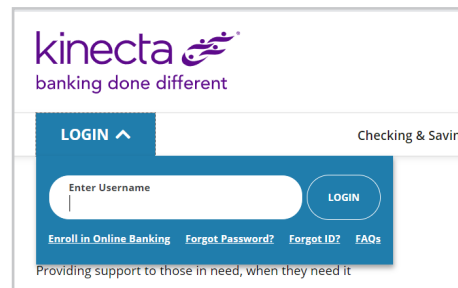 kinecta
banking done different
LOGIN
Checking & Savin
Enter Username
LOGIN
Enroll in Online Banking Forgot Password? Forgot ID? FAQs
Providing support to those in need, when they need it